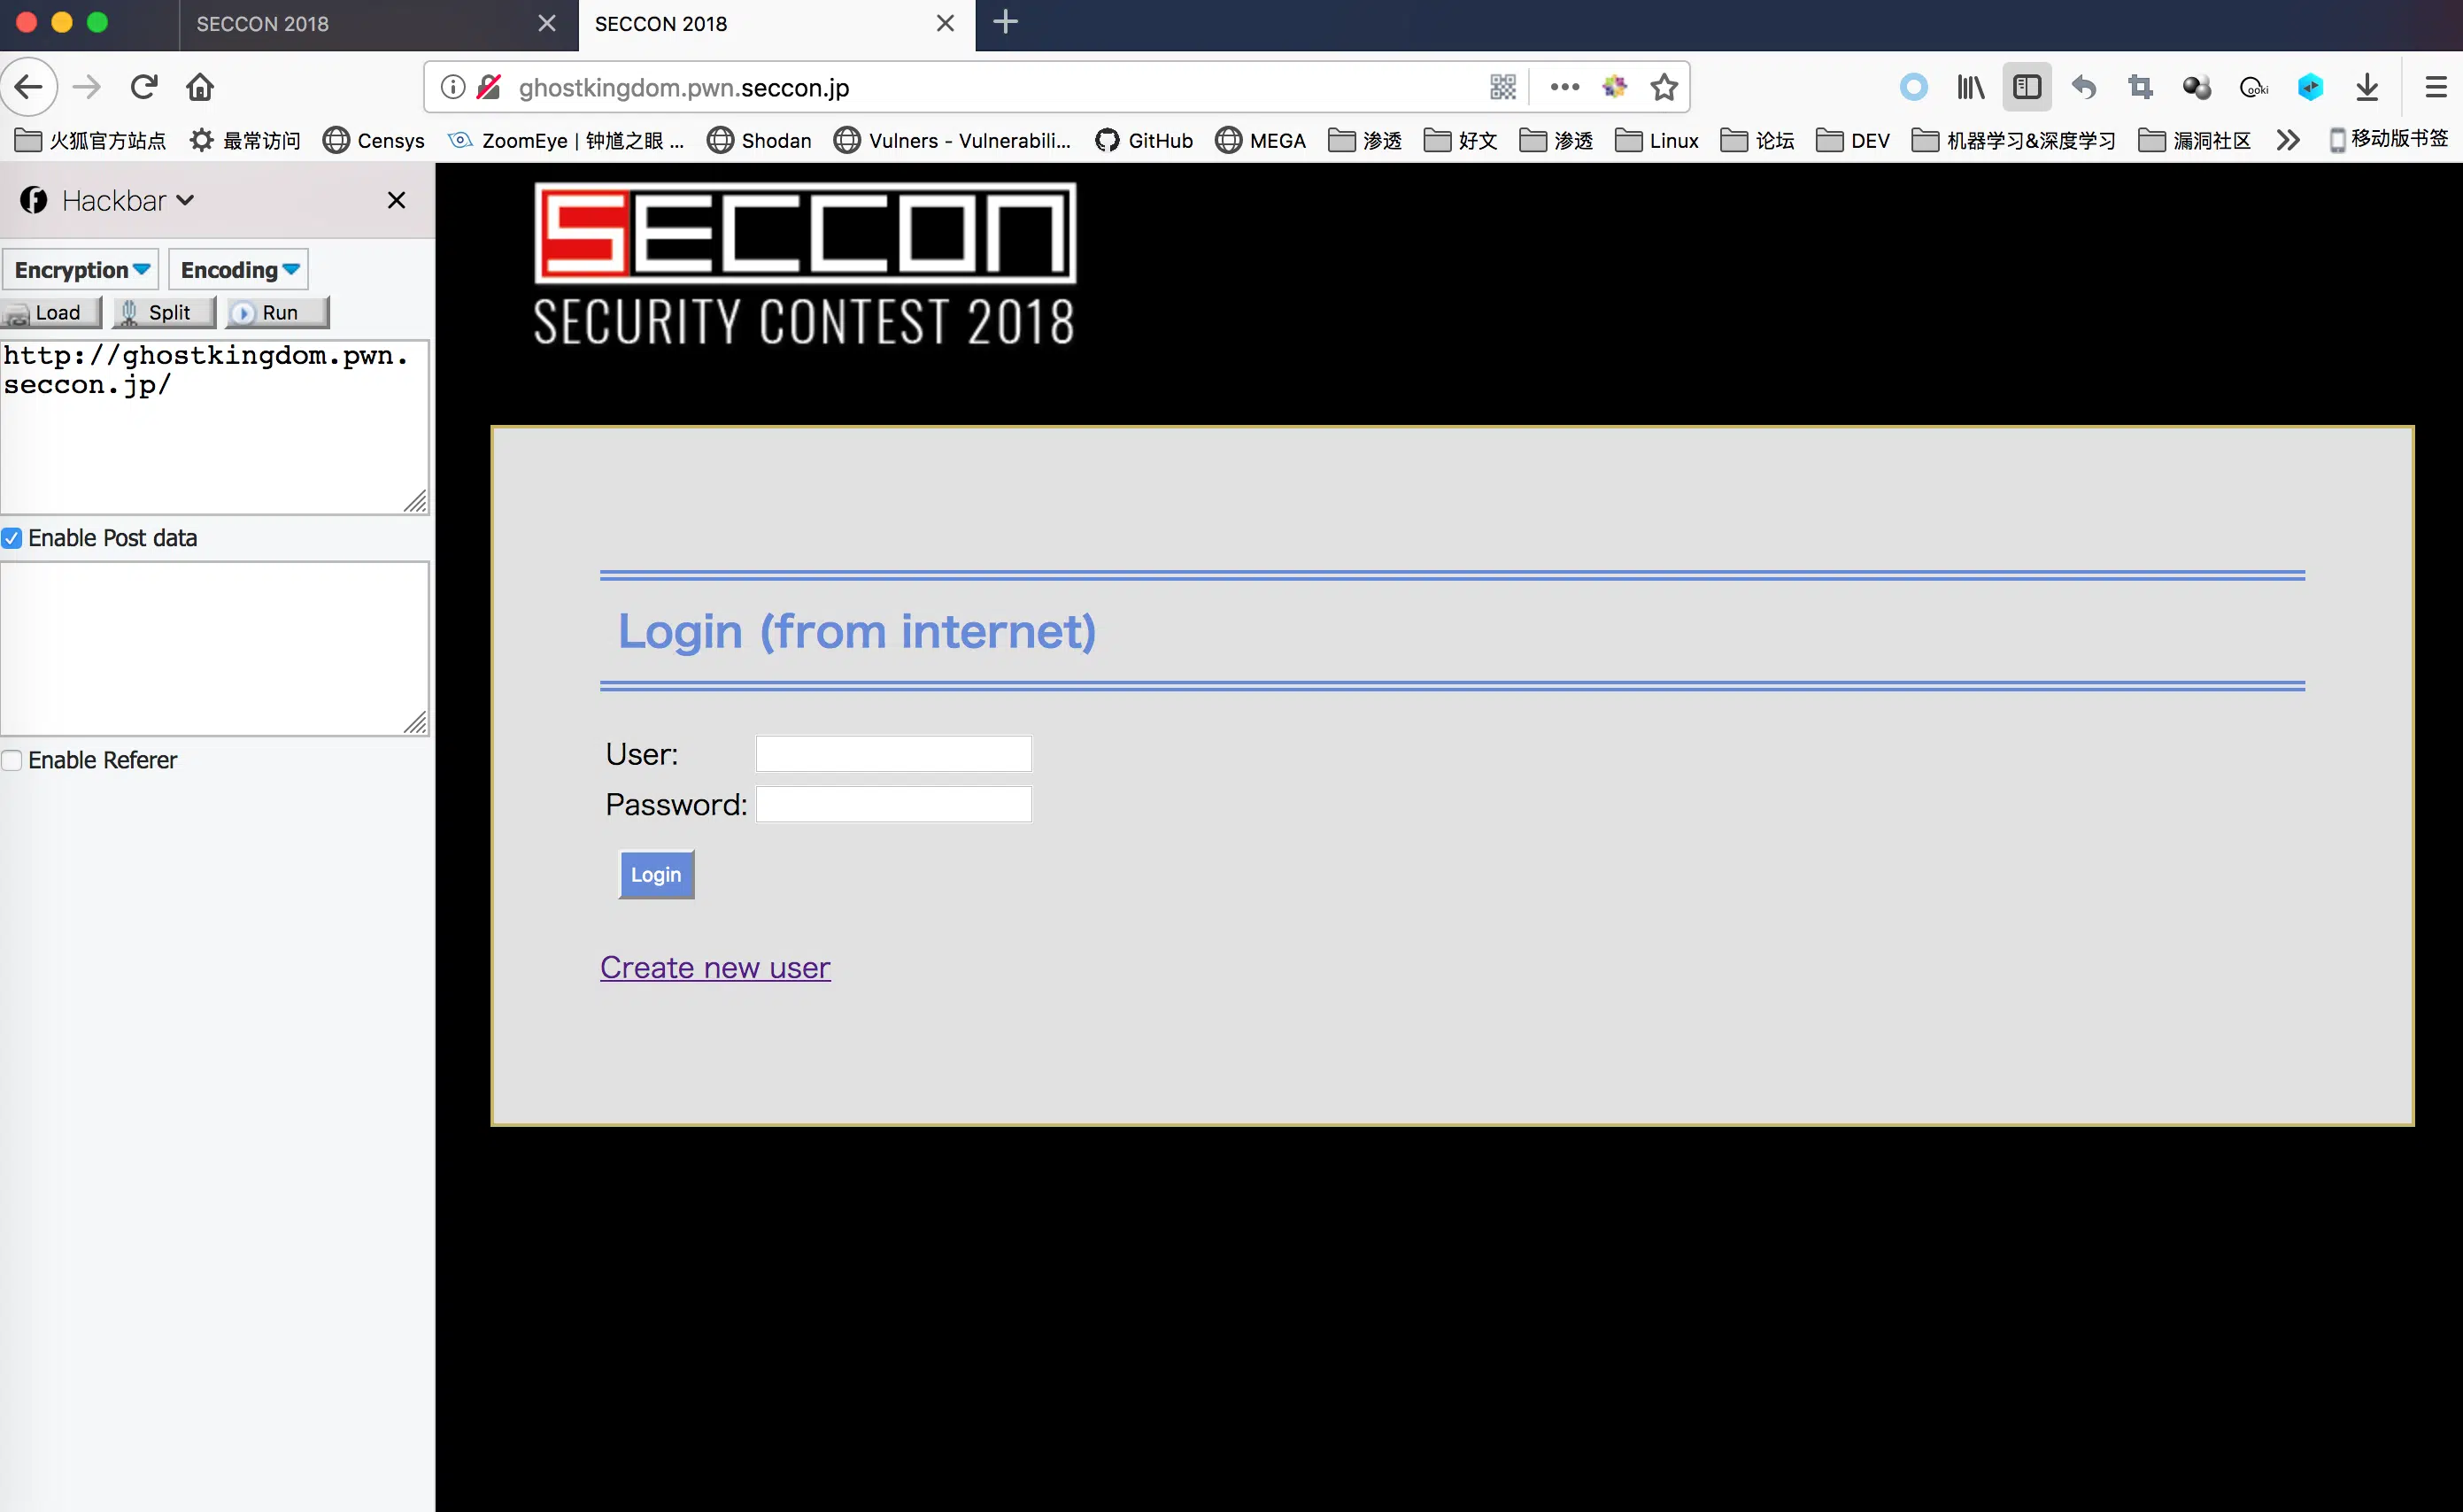 SECCON 2018
SECCON 2018
ghostkingdom.pwn.seccon.jp
火狐官方站点 最常访问 Censys ZoomEye | 钟馗之眼 ... Shodan Vulners - Vulnerabili... GitHub MEGA 渗透 好文 渗透 Linux 论坛 DEV 机器学习&深度学习 漏洞社区 移动版书签
Hackbar
Encryption Encoding
Load Split Run
http://ghostkingdom.pwn.
seccon.jp/
Enable Post data
Enable Referer
SECCON
SECURITY CONTEST 2018
Login (from internet)
User:
Password:
Login
Create new user